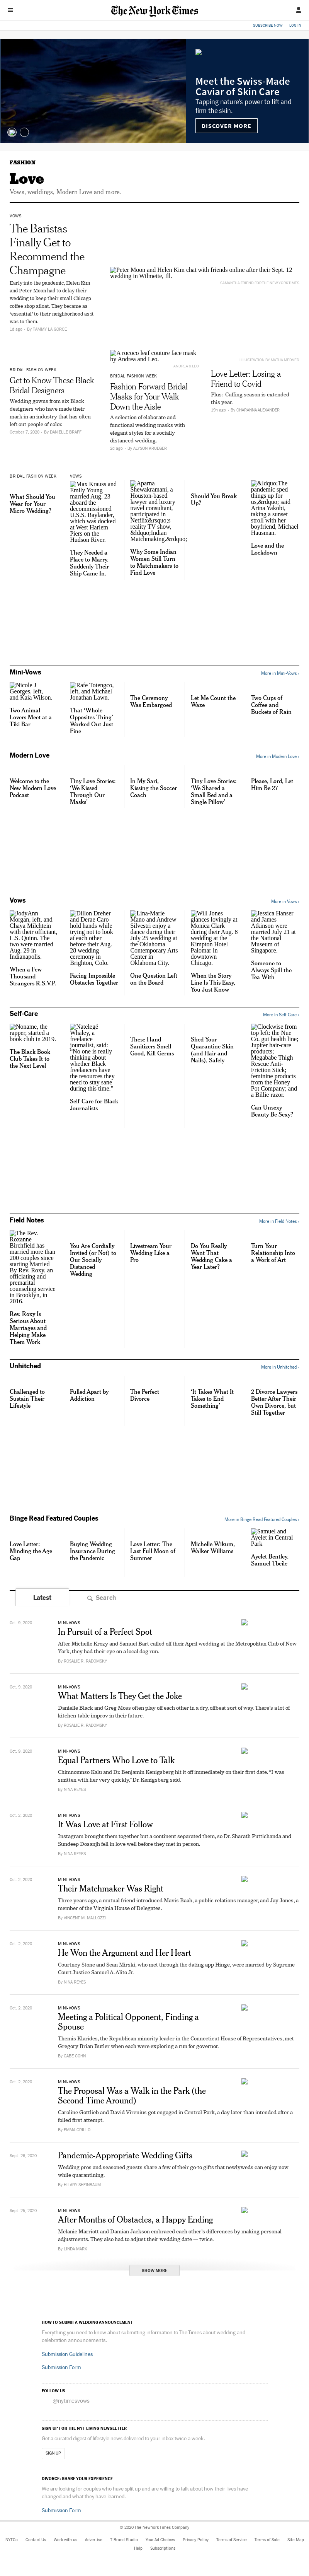 The New York Times
SUBSCRIBE NOW | LOG IN
Meet the Swiss-Made
Caviar of Skin Care
Tapping nature's power to lift
and firm the skin.
DISCOVER MORE
FASHION
Love
Vows, weddings, Modern Love and more.
VOWS
The Baristas
Finally Get to
Recommend the
Champagne
Early into the pandemic, Helen Kim
and Peter Moon had to delay their
wedding to keep their small Chicago
coffee shop afloat. They became as
'essential' to their neighborhood as it
was to them.
1d ago · By TAMMY LA GORCE
Peter Moon and Helen Kim chat with friends online after their Sept. 12
wedding in Wilmette, Ill.
BRIDAL FASHION WEEK
Get to Know These Black
Bridal Designers
Wedding gowns from six Black
designers who have made their
mark in an industry that has often
left out people of color.
October 7, 2020 · By DANIELLE BRAFF
A rococo leaf couture face mask
by Andrea and Leo.
ANDREA & LEO
BRIDAL FASHION WEEK
Fashion Forward Bridal
Masks for Your Walk
Down the Aisle
A selection of elaborate and
functional wedding masks with
elegant styles for a socially
distanced wedding.
2d ago · By ALYSON KRUEGER
ILLUSTRATION BY MATCH MEDVED
Love Letter: Losing a
Friend to Covid
Plus: Cuffing season is extended
this year.
19h ago · By CHARANNA ALEXANDER
BRIDAL FASHION WEEK
What Should You
Wear for Your
Micro Wedding?
VOWS
Max Krauss and
Emily Young
married Aug. 23
aboard the
decommissioned
U.S.S. Baylander,
which was docked
at West Harlem
Piers on the
Hudson River.
They Needed a
Place to Marry.
Suddenly Their
Ship Came In.
Aparna
Shewakramani, a
Houston-based
lawyer and luxury
travel consultant,
participated in
Netflix&rsquo;s
reality TV show,
&ldquo;Indian
Matchmaking.&rdquo;
Why Some Indian
Women Still Turn
to Matchmakers to
Find Love
Should You Break
Up?
&ldquo;The
pandemic sped
things up for
us,&rdquo; said
Arina Yakobi,
taking a sunset
stroll with her
boyfriend, Michael
Hausman.
Love and the
Lockdown
Mini-Vows
More in Mini-Vows ›
Nicole J
Georges, left,
and Kaia Wilson.
Two Animal
Lovers Meet at a
Tiki Bar
Rafe Totengco,
left, and Michael
Jonathan Lawn.
That 'Whole
Opposites Thing'
Worked Out Just
Fine
The Ceremony
Was Embargoed
Let Me Count the
Ways
Two Cups of
Coffee and
Buckets of Rain
Modern Love
More in Modern Love ›
Welcome to the
New Modern Love
Podcast
Tiny Love Stories:
'We Kissed
Through Our
Masks'
In My Sari,
Kissing the Soccer
Coach
Tiny Love Stories:
'We Shared a
Small Bed and a
Single Pillow'
Please, Lord, Let
Him Be 27
Vows
More in Vows ›
JodyAnn
Morgan, left, and
Chaya Milchtein
with their officiant,
L.S. Quinn. The
two were married
Aug. 29 in
Indianapolis.
When a Few
Thousand
Strangers R.S.V.P.
Dillon Dreher
and Derae Caro
hold hands while
trying not to look
at each other
before their Aug.
28 wedding
ceremony in
Brighton, Colo.
Facing Impossible
Obstacles Together
Lina-Marie
Mano and Andrew
Silvestri enjoy a
dance during their
July 25 wedding at
the Oklahoma
Contemporary Arts
Center in
Oklahoma City.
One Question Left
on the Board
Will Jones
gazes lovingly at
Monica Clark
during their Aug. 8
wedding at the
Kimpton Hotel
Palomar in
downtown
Chicago.
When the Story
Line Is This Easy,
You Just Know
Jessica Hanser
and James
Atkinson were
married July 21 at
the National
Museum of
Singapore.
Someone to
Always Spill the
Tea With
Self-Care
More in Self-Care ›
Noname, the
rapper, started a
book club in 2019.
The Black Book
Club Takes It to
the Next Level
Natelegé
Whaley, a
freelance
journalist, said:
"No one is really
thinking about
whether Black
freelancers have
the resources they
need to stay sane
during this time."
Self-Care for Black
Journalists
These Hand
Sanitizers Smell
Good, Kill Germs
Shed Your
Quarantine Skin
(and Hair and
Nails), Safely
Clockwise from
top left: the Nue
Co. gut health line;
Jupiter hair-care
products;
Megababe Thigh
Rescue Anti-
Friction Stick;
feminine products
from the Honey
Pot Company; and
a Billie razor.
Can Unsexy
Beauty Be Sexy?
Field Notes
More in Field Notes ›
The Rev.
Roxanne
Birchfield has
married more than
200 couples since
starting Married
By Rev. Roxy, an
officiating and
premarital
counseling service
in Brooklyn, in
2016.
Rev. Roxy Is
Serious About
Marriages and
Helping Make
Them Work
You Are Cordially
Invited (or Not) to
Our Socially
Distanced
Wedding
Livestream Your
Wedding Like a
Pro
Do You Really
Want That
Wedding Cake a
Year Later?
Turn Your
Relationship Into
a Work of Art
Unhitched
More in Unhitched ›
Challenged to
Sustain Their
Lifestyle
Pulled Apart by
Addiction
The Perfect
Divorce
'It Takes What It
Takes to End
Something'
2 Divorce Lawyers
Better After Their
Own Divorce, but
Still Together
Binge Read Featured Couples
More in Binge Read Featured Couples ›
Love Letter:
Minding the Age
Gap
Buying Wedding
Insurance During
the Pandemic
Love Letter: The
Last Full Moon of
Summer
Michelle Wilkum,
Walker Williams
Samuel and
Ayelet in Central
Park
Ayelet Bentley,
Samuel Tbeile
Latest
Search
Oct. 9, 2020
MINI-VOWS
In Pursuit of a Perfect Spot
After Michelle Kruzy and Samuel Bart called off their April wedding at the Metropolitan Club of New
York, they had their eye on a local dog run.
By ROSALIE R. RADOMSKY
Oct. 9, 2020
MINI-VOWS
What Matters Is They Get the Joke
Danielle Black and Greg Moss often play off each other in a dry, offbeat sort of way. There's a lot of
kitchen-table improv in their future.
By ROSALIE R. RADOMSKY
Oct. 9, 2020
MINI-VOWS
Equal Partners Who Love to Talk
Chinnonnuse Kalu and Dr. Benjamin Kenigsberg hit it off immediately on their first date. "I was
smitten with her very quickly," Dr. Kenigsberg said.
By NINA REYES
Oct. 2, 2020
MINI-VOWS
It Was Love at First Follow
Instagram brought them together but a continent separated them, so Dr. Sharath Puttichanda and
Sundeep Dosanjh fell in love well before they met in person.
By NINA REYES
Oct. 2, 2020
MINI-VOWS
Their Matchmaker Was Right
Three years ago, a mutual friend introduced Mavis Baah, a public relations manager, and Jay Jones, a
member of the Virginia House of Delegates.
By VINCENT M. MALLOZZI
Oct. 2, 2020
MINI-VOWS
He Won the Argument and Her Heart
Courtney Stone and Sean Mirski, who met through the dating app Hinge, were married by Supreme
Court Justice Samuel A. Alito Jr.
By NINA REYES
Oct. 2, 2020
MINI-VOWS
Meeting a Political Opponent, Finding a
Spouse
Themis Klarides, the Republican minority leader in the Connecticut House of Representatives, met
Gregory Brian Butler when each were exploring a run for governor.
By GABE COHN
Oct. 2, 2020
MINI-VOWS
The Proposal Was a Walk in the Park (the
Second Time Around)
Caroline Gottlieb and David Vivenius got engaged at Central Park, a day later than intended after a
failed first attempt.
By EMMA GRILLO
Sept. 26, 2020
Pandemic-Appropriate Wedding Gifts
Wedding pros and seasoned guests share a few of their go-to gifts that newlyweds can enjoy now
while quarantining.
By HILARY SHEINBAUM
Sept. 25, 2020
MINI-VOWS
After Months of Obstacles, a Happy Ending
Melanie Marriott and Damian Jackson embraced each other's differences by making personal
adjustments. They also had to adjust their wedding date — twice.
By LINDA MARX
SHOW MORE
HOW TO SUBMIT A WEDDING ANNOUNCEMENT
Everything you need to know about submitting information to The Times about wedding and
celebration announcements.
Submission Guidelines
Submission Form
FOLLOW US
@nytimesvows
SIGN UP FOR THE NYT LIVING NEWSLETTER
Get a curated digest of lifestyle news delivered to your inbox twice a week..
SIGN UP
DIVORCE: SHARE YOUR EXPERIENCE
We are looking for couples who have split up and are willing to talk about how their lives have
changed and what they have learned.
Submission Form
© 2020 The New York Times Company
NYTCo Contact Us Work with us Advertise T Brand Studio Your Ad Choices Privacy Policy Terms of Service Terms of Sale Site Map
Help Subscriptions